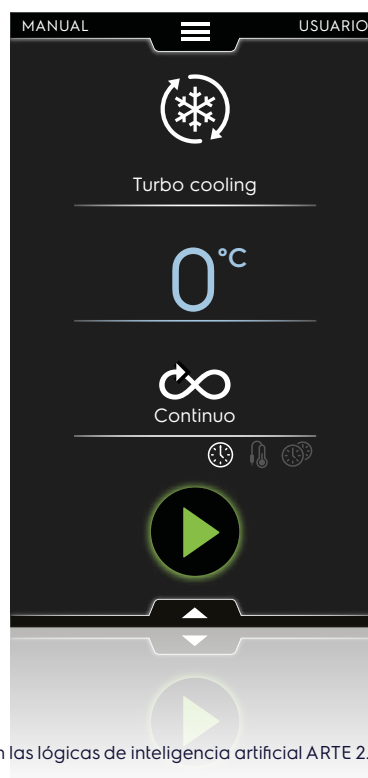 MANUAL USUARIO
Turbo cooling
0°C
Continuo
las lógicas de inteligencia artificial ARTE 2.